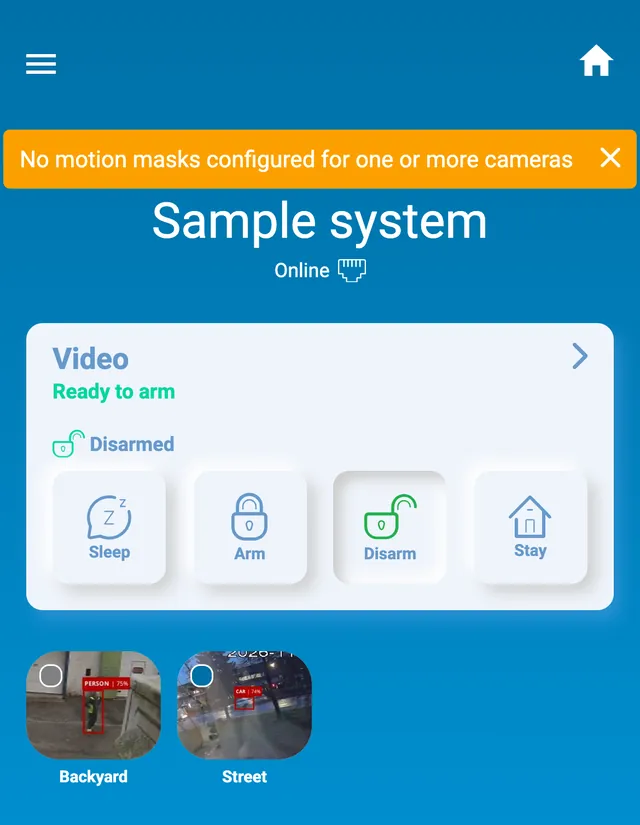 No motion masks configured for one or more cameras
Sample system
Online
Video
Ready to arm
Disarmed
Z z
Sleep
Arm
Disarm
Stay
PERSON | 75%
CAR | 74%
Backyard
Street